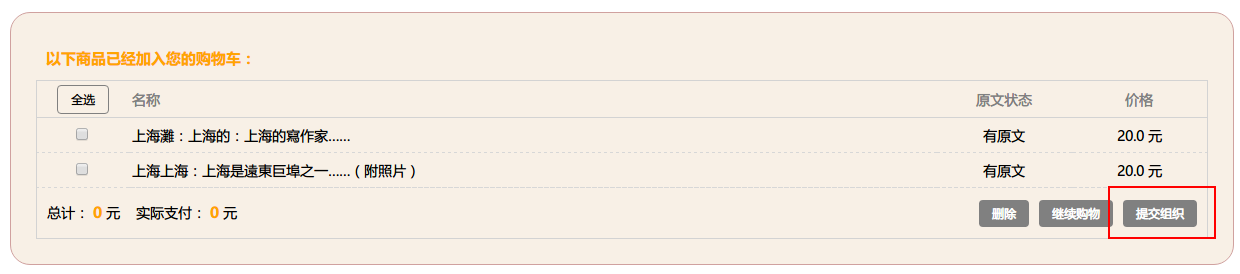 以下商品已经加入您的购物车：
全选 名称 原文状态 价格
上海灘：上海的：上海的寫作家...... 有原文 20.0 元
上海上海：上海是遠東巨埠之一......（附照片） 有原文 20.0 元
总计：0 元 实际支付：0 元 删除 继续购物 提交组织